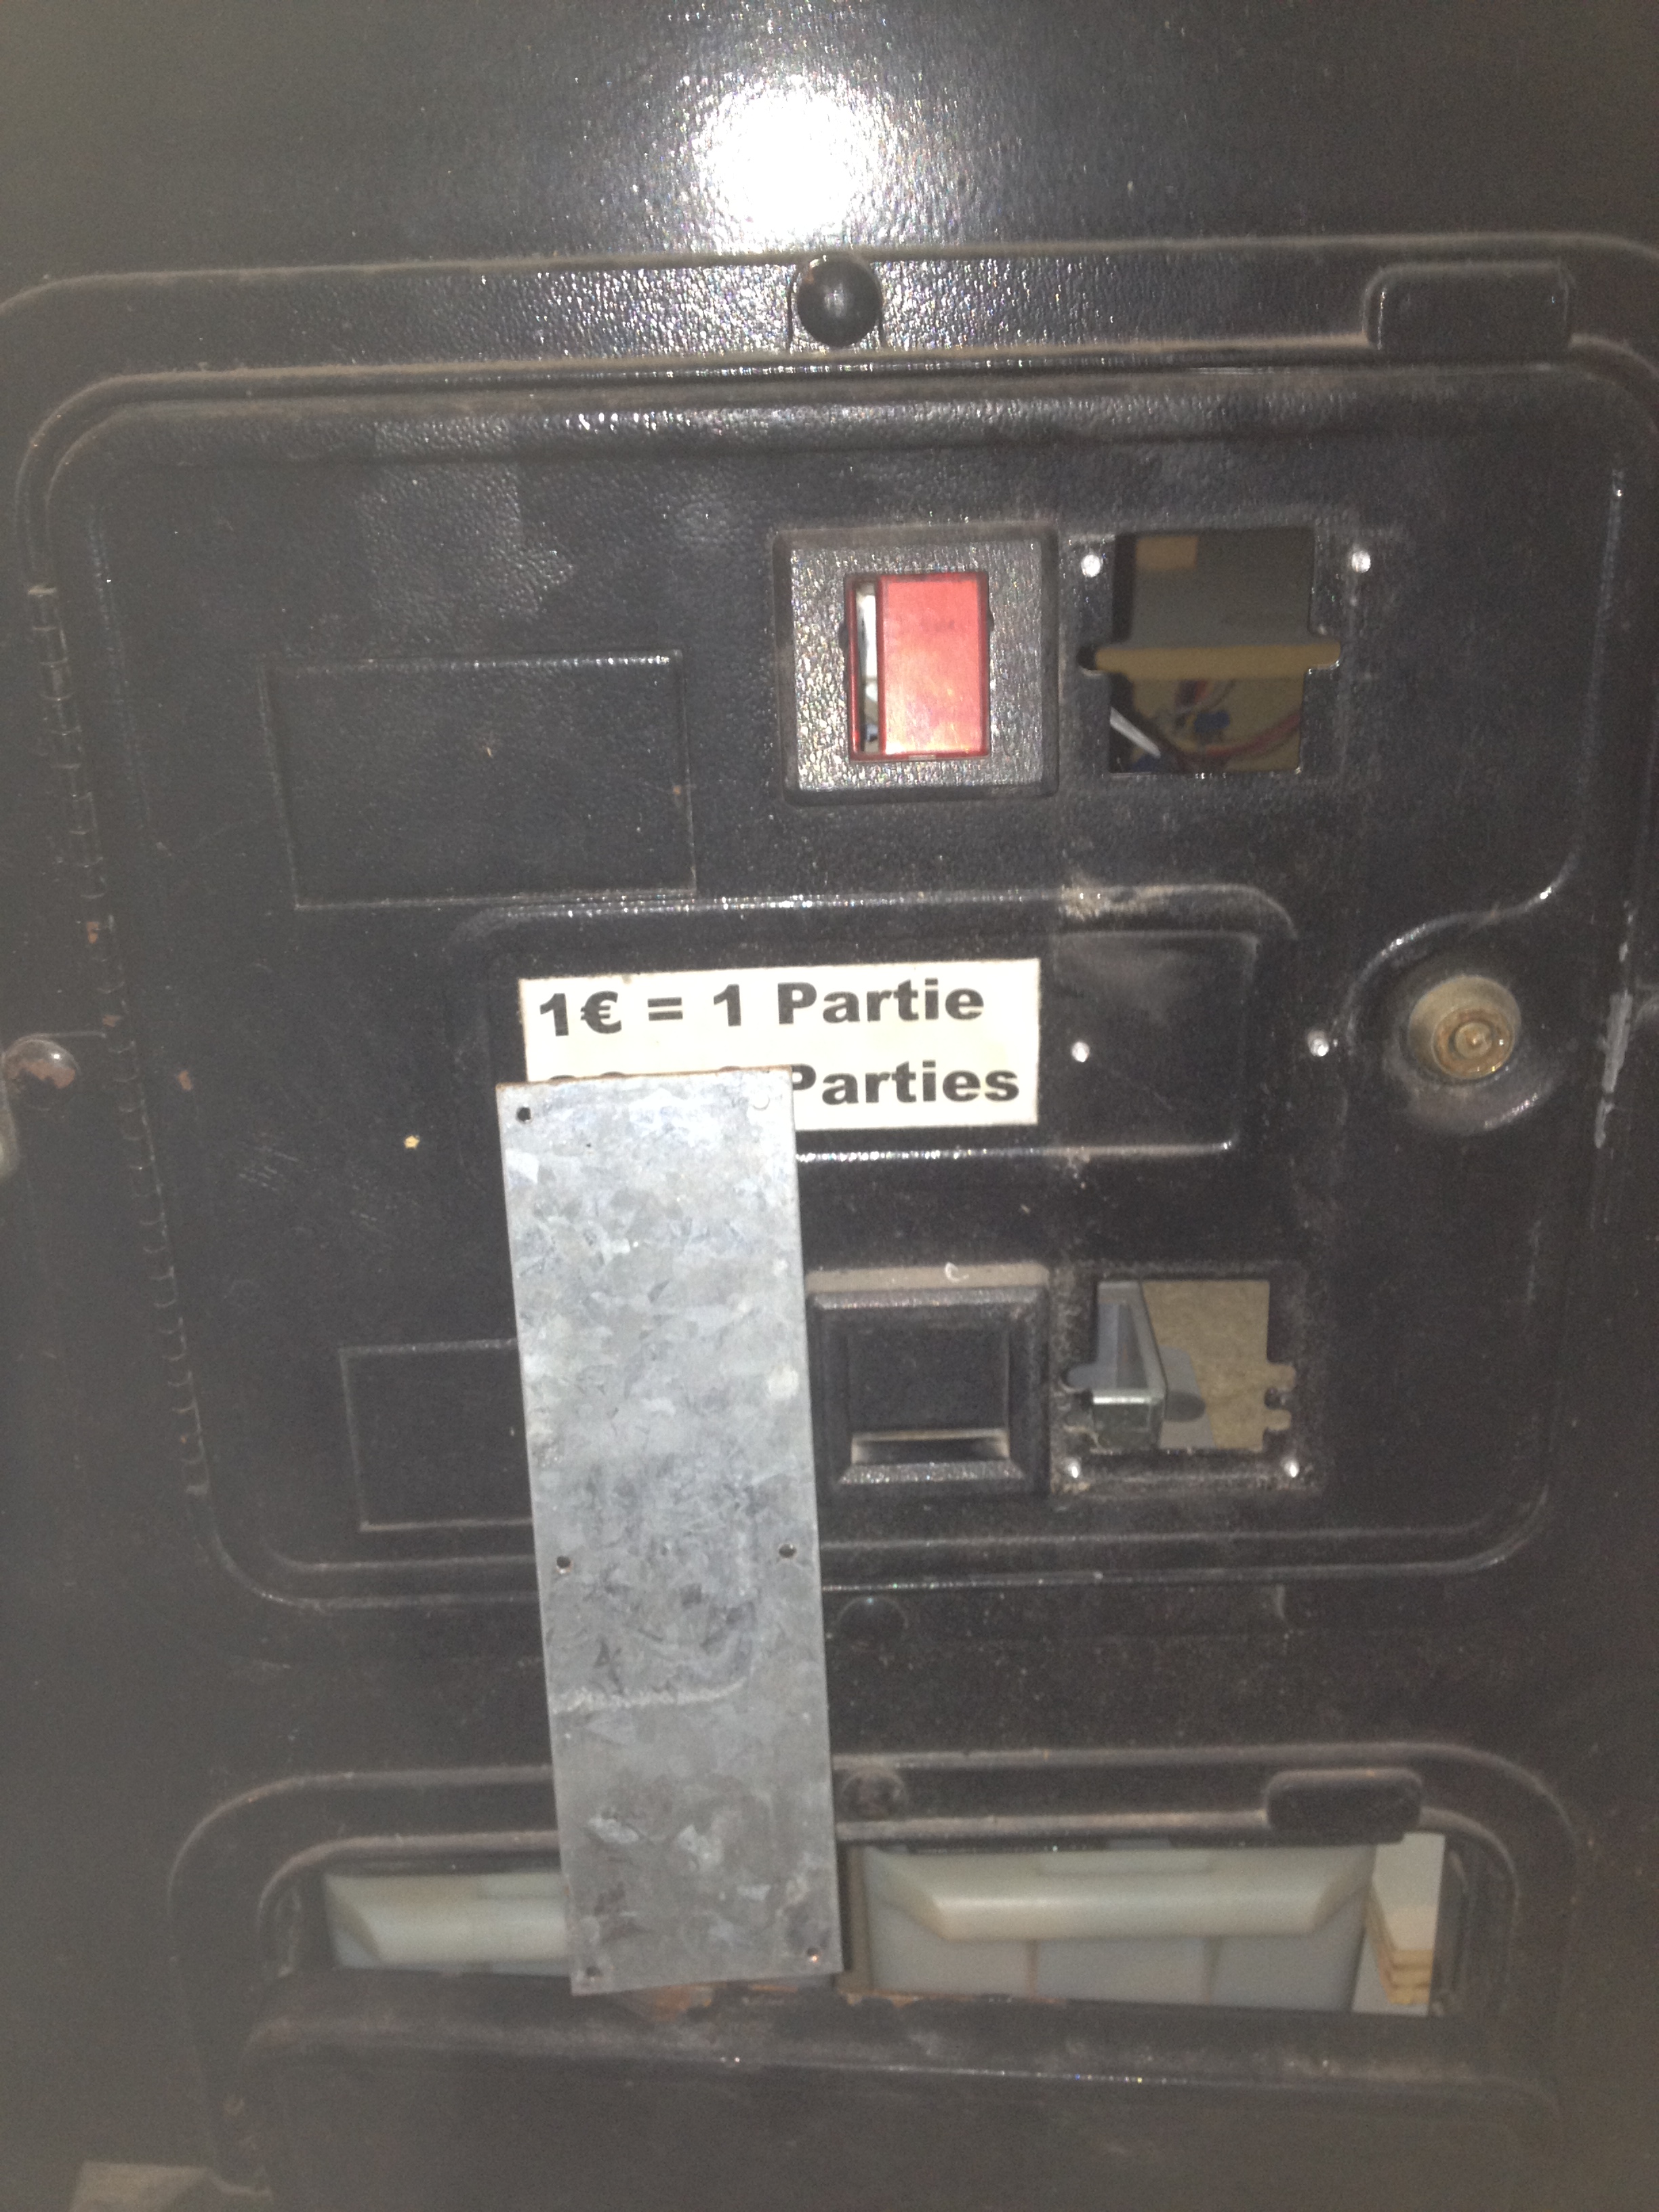 1€ = 1 Partie
Parties